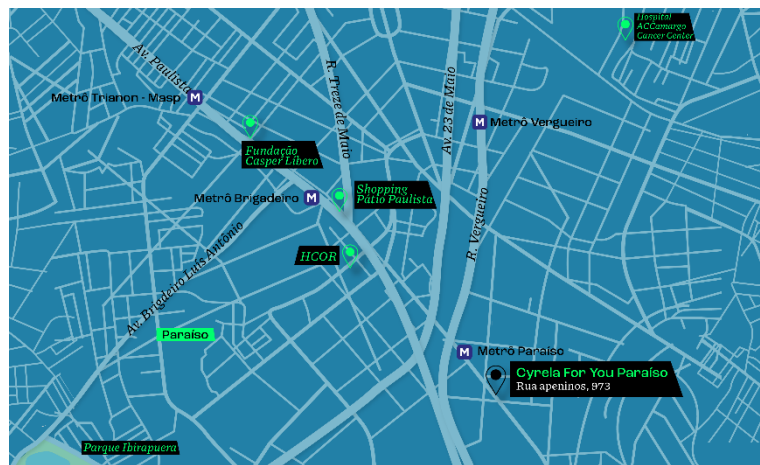 Hospital
ACCamargo
Cancer Center
Av. Paulista
R. Treze de Maio
Av. 23 de Maio
Metrô Trianon - Masp
M
M
Metrô Vergueiro
Fundação
Casper Líbero
Metrô Brigadeiro
M
Shopping
Pátio Paulista
R. Vergueiro
HCOR
Av. Brigdeiro Luis Antônio
Paraíso
M
Metrô Paraíso
Cyrela For You Paraíso
Rua apeninos, 973
Parque Ibirapuera